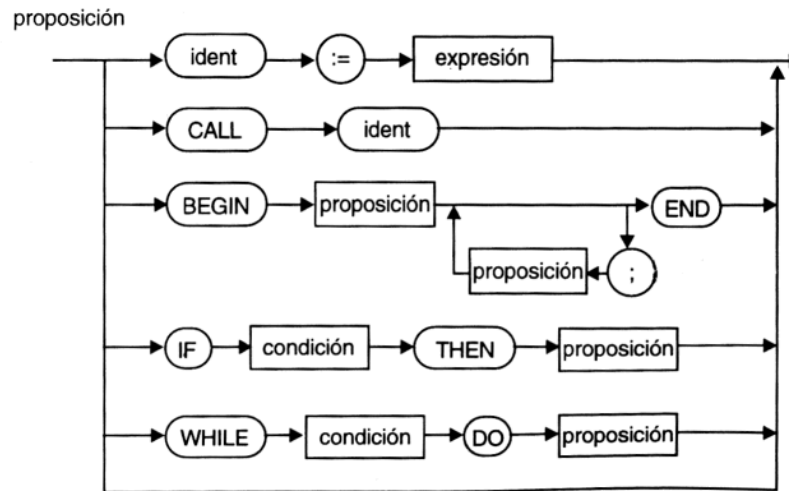 proposición
ident := expresión
CALL ident
BEGIN proposición END
proposición ;
IF condición THEN proposición
WHILE condición DO proposición